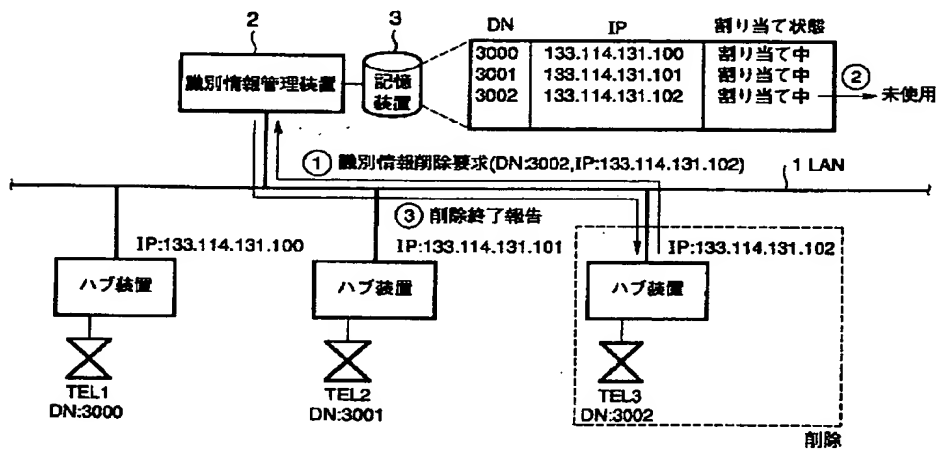 2
3
DN IP 割り当て状態
識別情報管理装置
記憶
装置
3000 133.114.131.100 割り当て中
3001 133.114.131.101 割り当て中
3002 133.114.131.102 割り当て中
② 未使用
① 識別情報削除要求(DN:3002,IP:133.114.131.102)
1 LAN
③ 削除終了報告
IP:133.114.131.100
IP:133.114.131.101
IP:133.114.131.102
ハブ装置
ハブ装置
ハブ装置
TEL1
DN:3000
TEL2
DN:3001
TEL3
DN:3002
削除